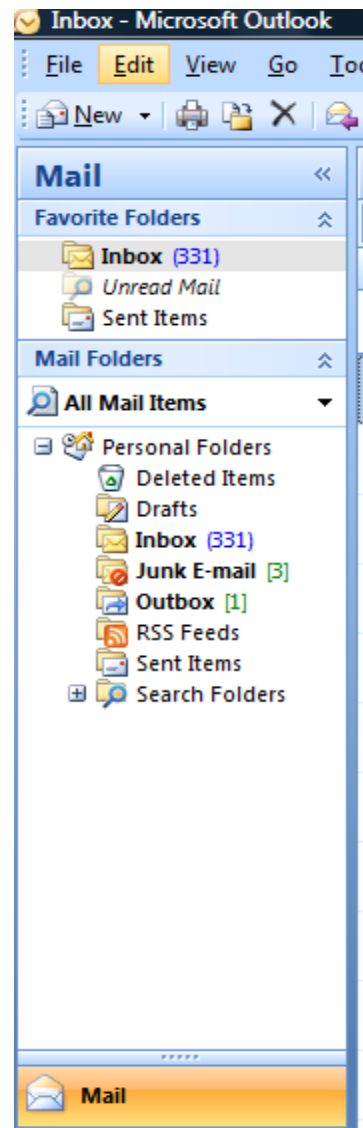 Inbox - Microsoft Outlook
File Edit View Go
New
Mail
Favorite Folders
Inbox (331)
Unread Mail
Sent Items
Mail Folders
All Mail Items
Personal Folders
Deleted Items
Drafts
Inbox (331)
Junk E-mail [3]
Outbox [1]
RSS Feeds
Sent Items
Search Folders
Mail